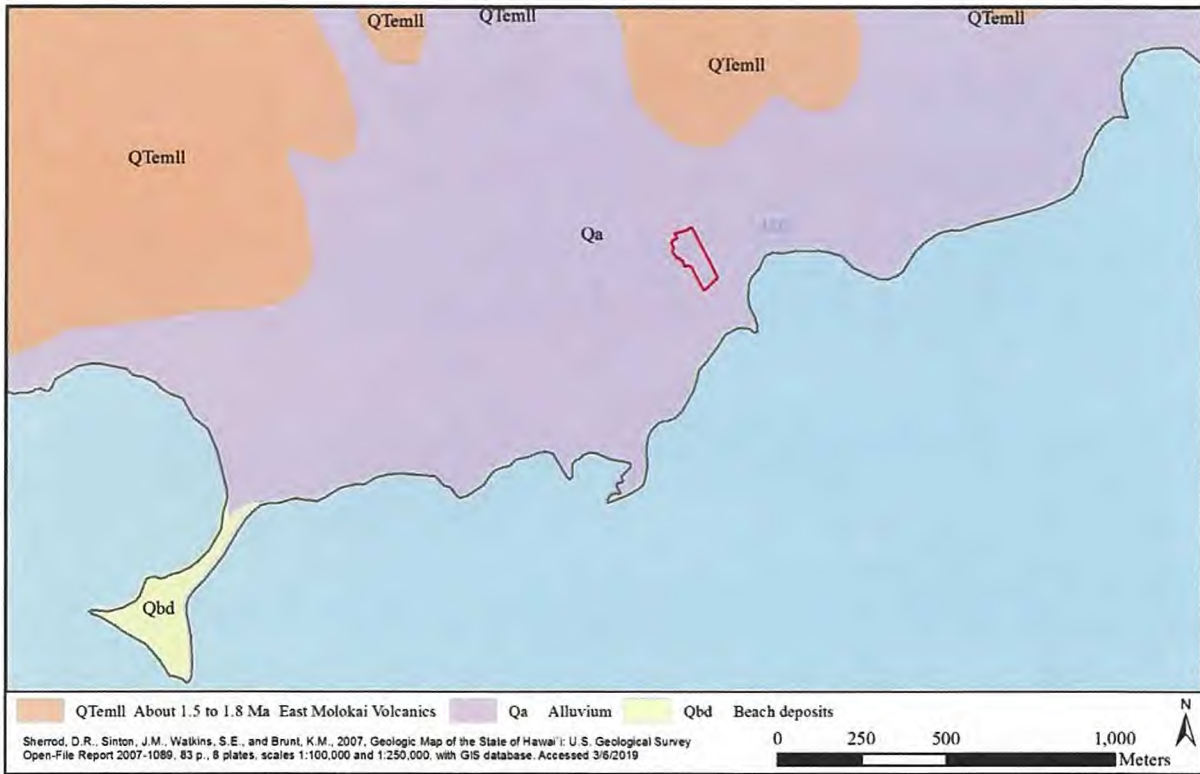 QTemll
QTemll
QTemll
QTemll
QTemll
Qa
Qbd
QTemll About 1.5 to 1.8 Ma East Molokai Volcanics Qa Alluvium Qbd Beach deposits
Sherrod, D.R., Sinton, J.M., Watkins, S.E., and Brunt, K.M., 2007, Geologic Map of the State of Hawai`i: U.S. Geological Survey
Open-File Report 2007-1089, 83 p., 8 plates, scales 1:100,000 and 1:250,000, with GIS database. Accessed 3/6/2019
N
0 250 500 1,000
Meters